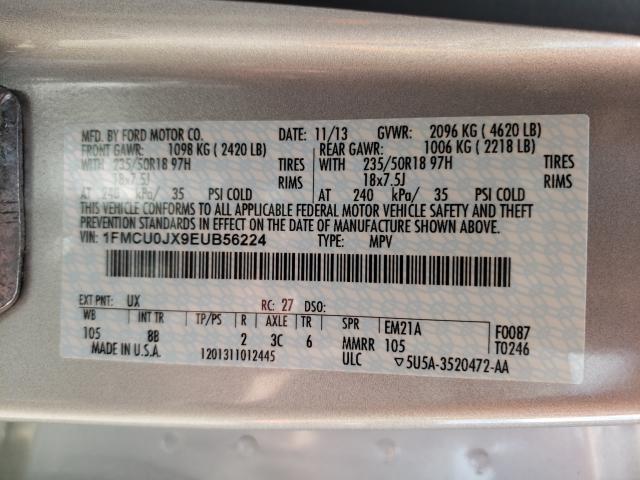 MFD. BY FORD MOTOR CO. DATE: 11/13 GVWR: 2096 KG ( 4620 LB)
FRONT GAWR: 1098 KG ( 2420 LB) REAR GAWR: 1006 KG ( 2218 LB)
WITH 235/50R18 97H TIRES WITH 235/50R18 97H TIRES
18x7.5J RIMS 18x7.5J RIMS
AT 240 kPa/ 35 PSI COLD AT 240 kPa/ 35 PSI COLD
THIS VEHICLE CONFORMS TO ALL APPLICABLE FEDERAL MOTOR VEHICLE SAFETY AND THEFT
PREVENTION STANDARDS IN EFFECT ON THE DATE OF MANUFACTURE SHOWN ABOVE.
VIN: 1FMCU0JX9EUB56224 TYPE: MPV
EXT PNT: UX RC: 27 DSO:
WB INT TR TP/PS R AXLE TR SPR EM21A F0087
105 8B 2 3C 6 MMRR 105 T0246
MADE IN U.S.A. 1201311012445 ULC ▽5U5A-3520472-AA